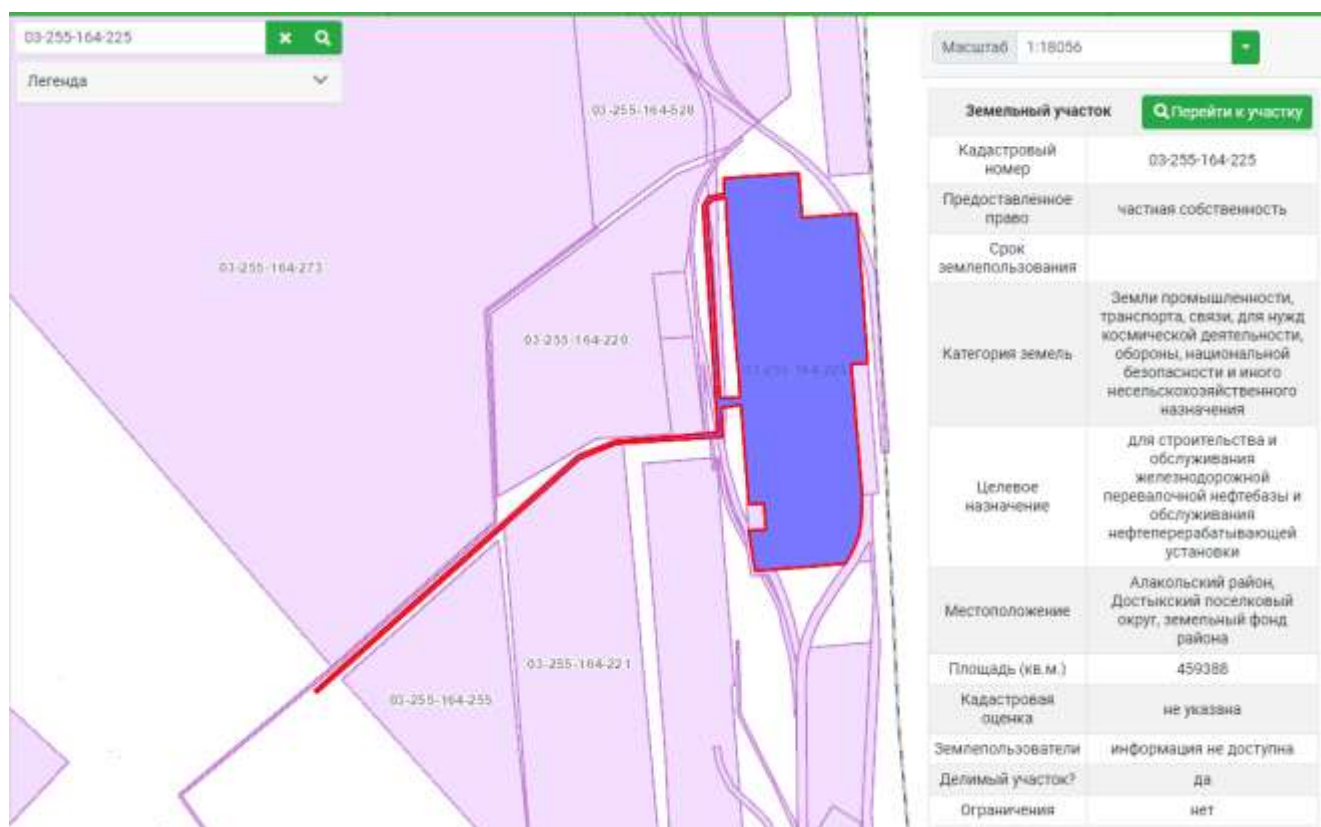 03-255-164-225
Легенда
03-255-164-528
03-255-164-273
03-255-164-220
03-255-164-225
03-255-164-221
03-255-164-255
Масштаб 1:18056
Земельный участок Перейти к участку
Кадастровый
номер
03-255-164-225
Предоставленное
право
частная собственность
Срок
землепользования
Категория земель
Земли промышленности,
транспорта, связи, для нужд
космической деятельности,
обороны, национальной
безопасности и иного
несельскохозяйственного
назначения
Целевое
назначение
для строительства и
обслуживания
железнодорожной
перевалочной нефтебазы и
обслуживания
нефтеперерабатывающей
установки
Местоположение
Алакольский район,
Достыкский поселковый
округ, земельный фонд
района
Площадь (кв.м.) 459388
Кадастровая
оценка
не указана
Землепользователи информация не доступна
Делимый участок? да
Ограничения нет